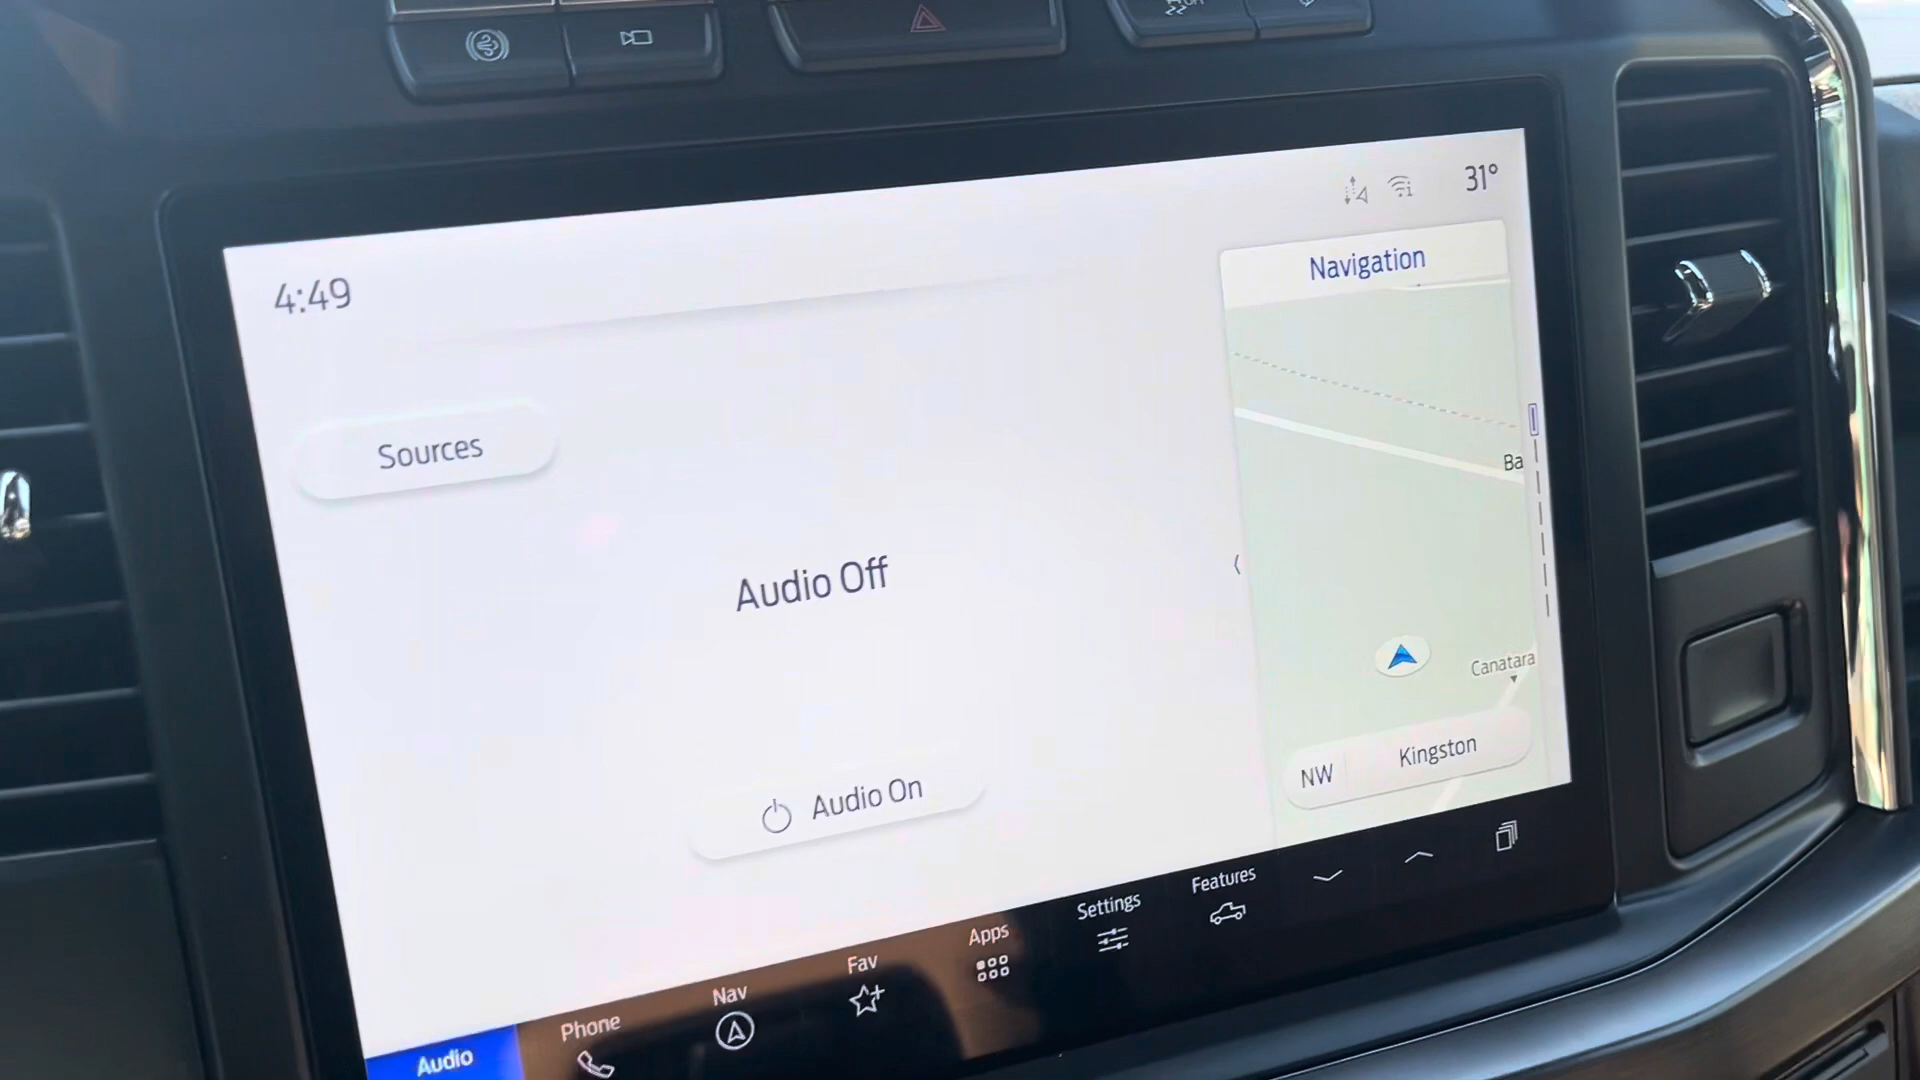 31°
4:49
Navigation
Sources
Ba
Audio Off
Canatara
Kingston
NW
Audio On
Features
Settings
Apps
Fav
Nav
Phone
Audio